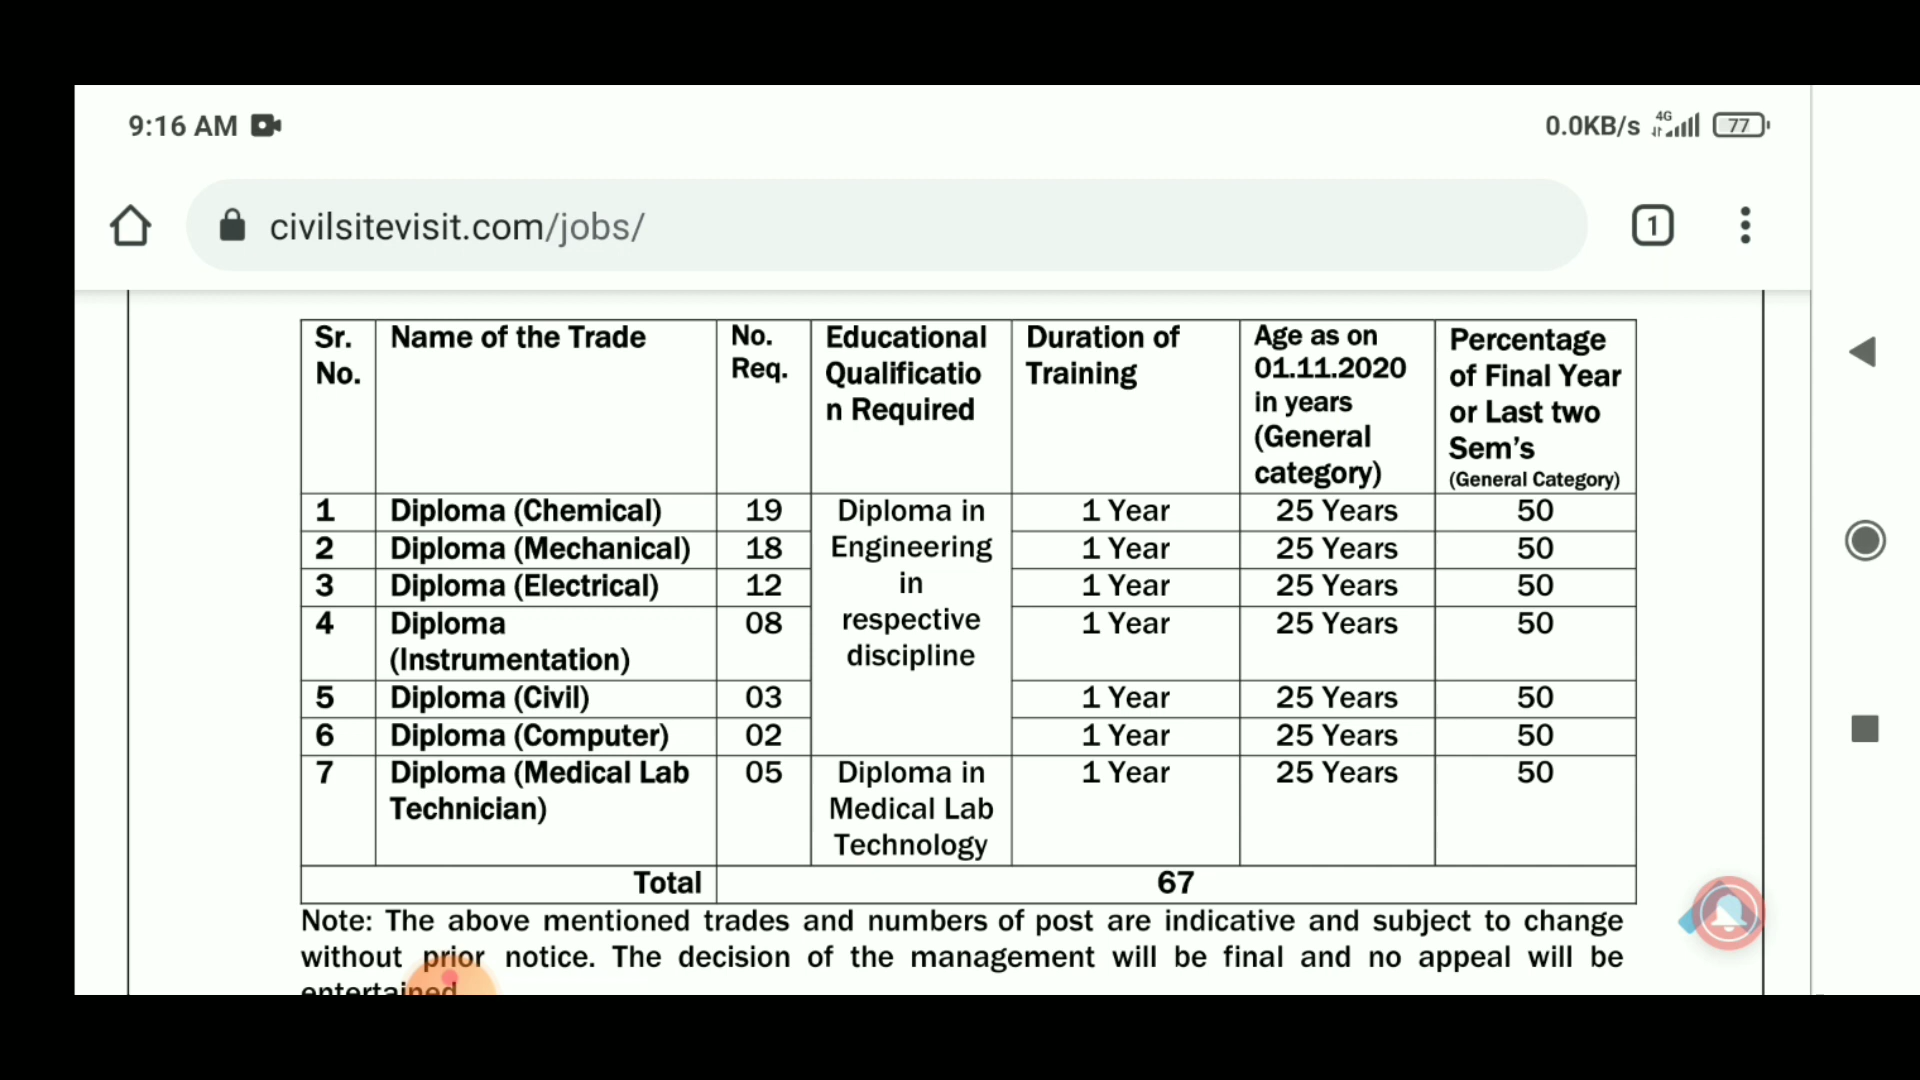 9:16 AM
0.0KB/s 4G 77
civilsitevisit.com/jobs/
1
Sr. No. Name of the Trade No. Req. Educational Qualificatio n Required Duration of Training Age as on 01.11.2020 in years (General category) Percentage of Final Year or Last two Sem's (General Category)
1 Diploma (Chemical) 19 Diploma in Engineering in respective discipline 1 Year 25 Years 50
2 Diploma (Mechanical) 18 1 Year 25 Years 50
3 Diploma (Electrical) 12 1 Year 25 Years 50
4 Diploma (Instrumentation) 08 1 Year 25 Years 50
5 Diploma (Civil) 03 1 Year 25 Years 50
6 Diploma (Computer) 02 1 Year 25 Years 50
7 Diploma (Medical Lab Technician) 05 Diploma in Medical Lab Technology 1 Year 25 Years 50
Total 67
Note: The above mentioned trades and numbers of post are indicative and subject to change
without prior notice. The decision of the management will be final and no appeal will be
entertained